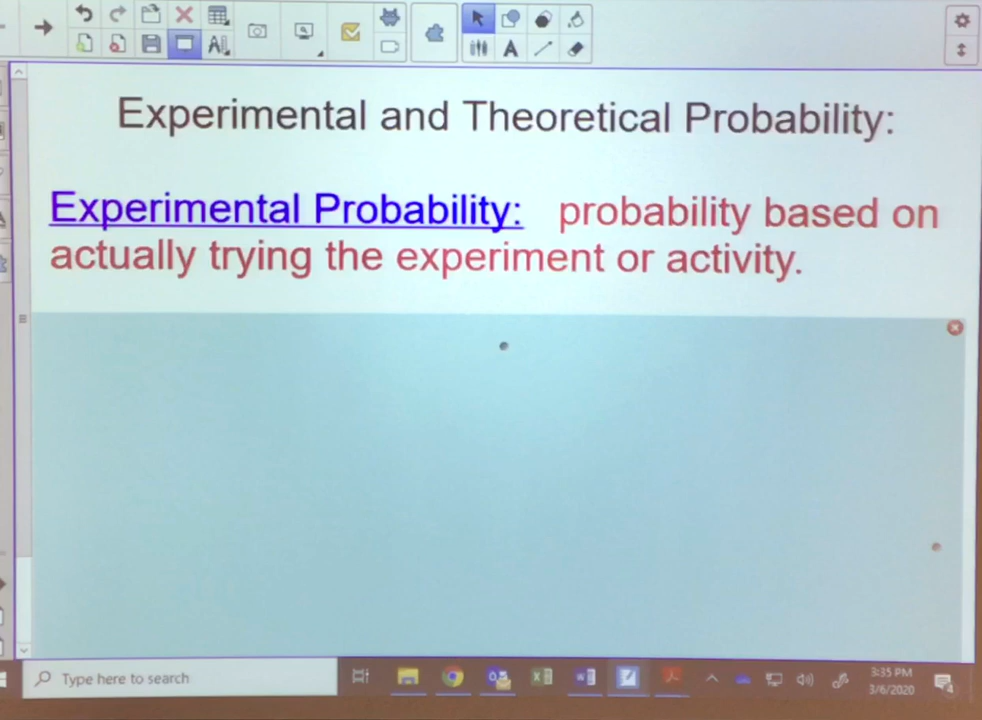 Experimental and Theoretical Probability:
Experimental Probability: probability based on
actually trying the experiment or activity.
Type here to search
3:35 PM
3/6/2020